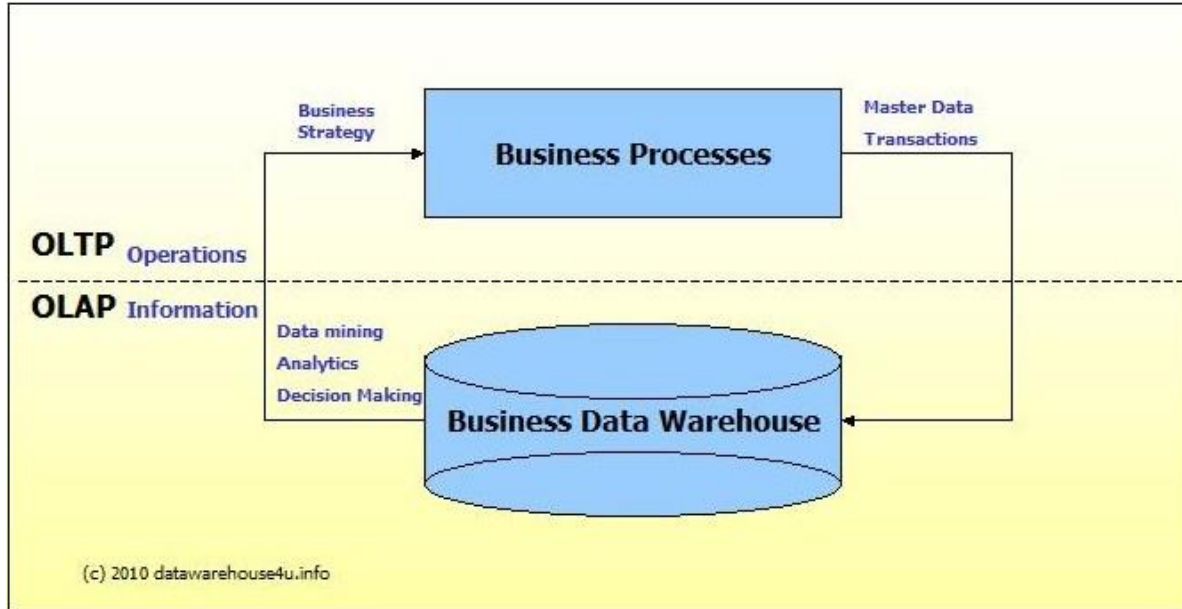 Business
Strategy
Business Processes
Master Data
Transactions
OLTP Operations
OLAP Information
Data mining
Analytics
Decision Making
Business Data Warehouse
(c) 2010 datawarehouse4u.info